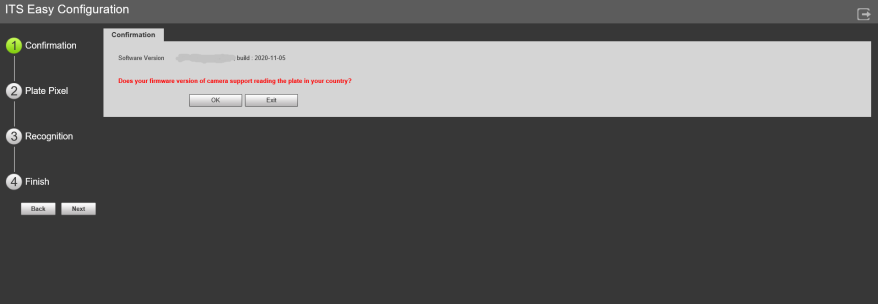 ITS Easy Configuration
1 Confirmation
2 Plate Pixel
3 Recognition
4 Finish
Back Next
Confirmation
Software Version build : 2020-11-05
Does your firmware version of camera support reading the plate in your country?
OK Exit